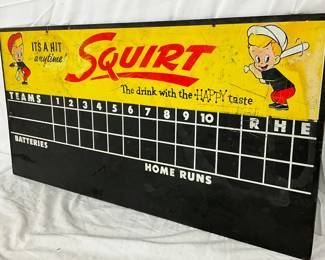 IT'S A HIT
anytime!
SQUIRT
The drink with the HAPPY taste
TEAMS 1 2 3 4 5 6 7 8 9 10 R H E
BATTERIES
HOME RUNS